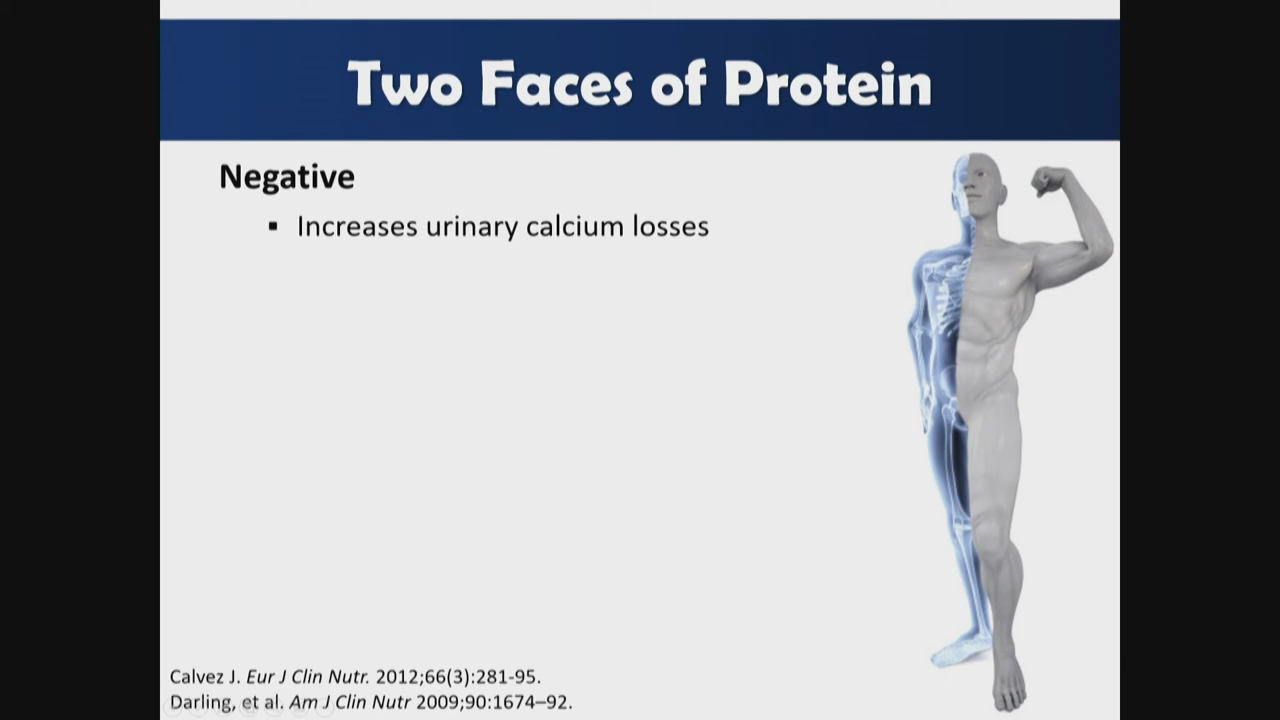 Two Faces of Protein
Negative
▪ Increases urinary calcium losses
Calvez J. Eur J Clin Nutr. 2012;66(3):281-95.
Darling, et al. Am J Clin Nutr 2009;90:1674–92.